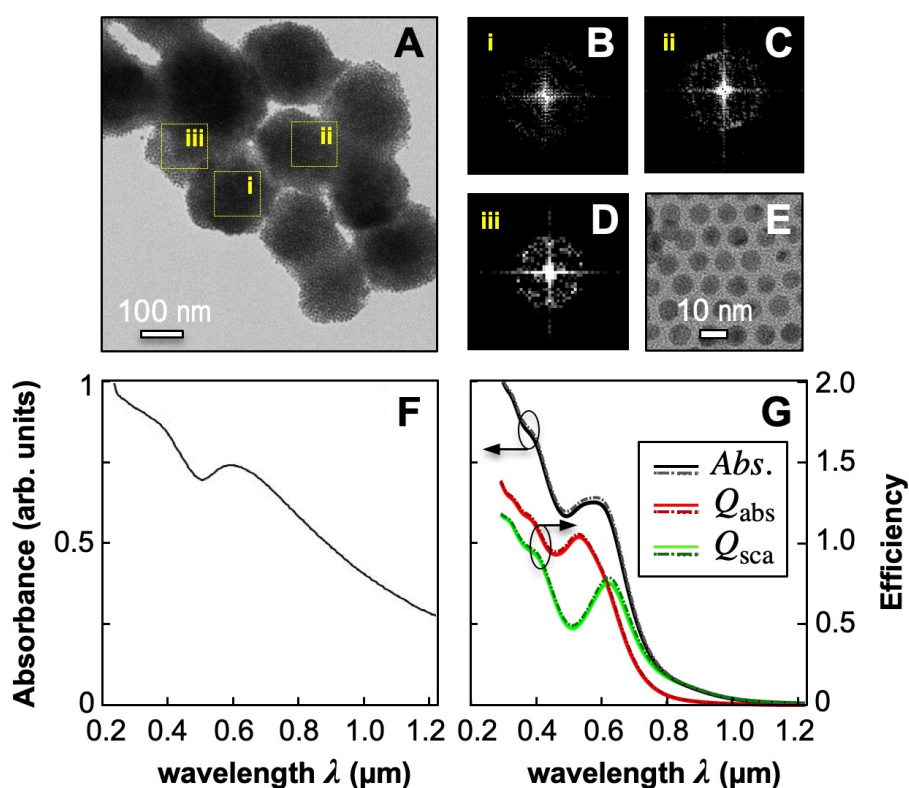 A
i
ii
iii
100 nm
i
B
ii
C
iii
D
E
10 nm
F
Absorbance (arb. units)
1
0.5
0
0.2
0.4
0.6
0.8
1.0
1.2
wavelength λ (μm)
G
Abs.
Qabs
Qsca
2.0
1.5
1.0
0.5
0
Efficiency
0.2
0.4
0.6
0.8
1.0
1.2
wavelength λ (μm)